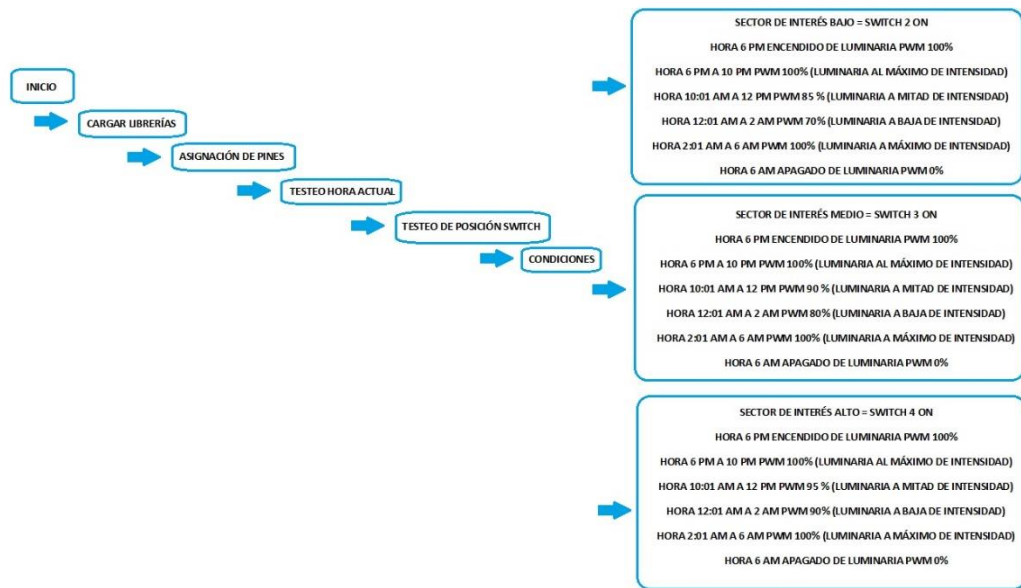 INICIO
CARGAR LIBRERÍAS
ASIGNACIÓN DE PINES
TESTEO HORA ACTUAL
TESTEO DE POSICIÓN SWITCH
CONDICIONES
SECTOR DE INTERÉS BAJO = SWITCH 2 ON
HORA 6 PM ENCENDIDO DE LUMINARIA PWM 100%
HORA 6 PM A 10 PM PWM 100% (LUMINARIA AL MÁXIMO DE INTENSIDAD)
HORA 10:01 AM A 12 PM PWM 85 % (LUMINARIA A MITAD DE INTENSIDAD)
HORA 12:01 AM A 2 AM PWM 70% (LUMINARIA A BAJA DE INTENSIDAD)
HORA 2:01 AM A 6 AM PWM 100% (LUMINARIA A MÁXIMO DE INTENSIDAD)
HORA 6 AM APAGADO DE LUMINARIA PWM 0%
SECTOR DE INTERÉS MEDIO = SWITCH 3 ON
HORA 6 PM ENCENDIDO DE LUMINARIA PWM 100%
HORA 6 PM A 10 PM PWM 100% (LUMINARIA AL MÁXIMO DE INTENSIDAD)
HORA 10:01 AM A 12 PM PWM 90 % (LUMINARIA A MITAD DE INTENSIDAD)
HORA 12:01 AM A 2 AM PWM 80% (LUMINARIA A BAJA DE INTENSIDAD)
HORA 2:01 AM A 6 AM PWM 100% (LUMINARIA A MÁXIMO DE INTENSIDAD)
HORA 6 AM APAGADO DE LUMINARIA PWM 0%
SECTOR DE INTERÉS ALTO = SWITCH 4 ON
HORA 6 PM ENCENDIDO DE LUMINARIA PWM 100%
HORA 6 PM A 10 PM PWM 100% (LUMINARIA AL MÁXIMO DE INTENSIDAD)
HORA 10:01 AM A 12 PM PWM 95 % (LUMINARIA A MITAD DE INTENSIDAD)
HORA 12:01 AM A 2 AM PWM 90% (LUMINARIA A BAJA DE INTENSIDAD)
HORA 2:01 AM A 6 AM PWM 100% (LUMINARIA A MÁXIMO DE INTENSIDAD)
HORA 6 AM APAGADO DE LUMINARIA PWM 0%